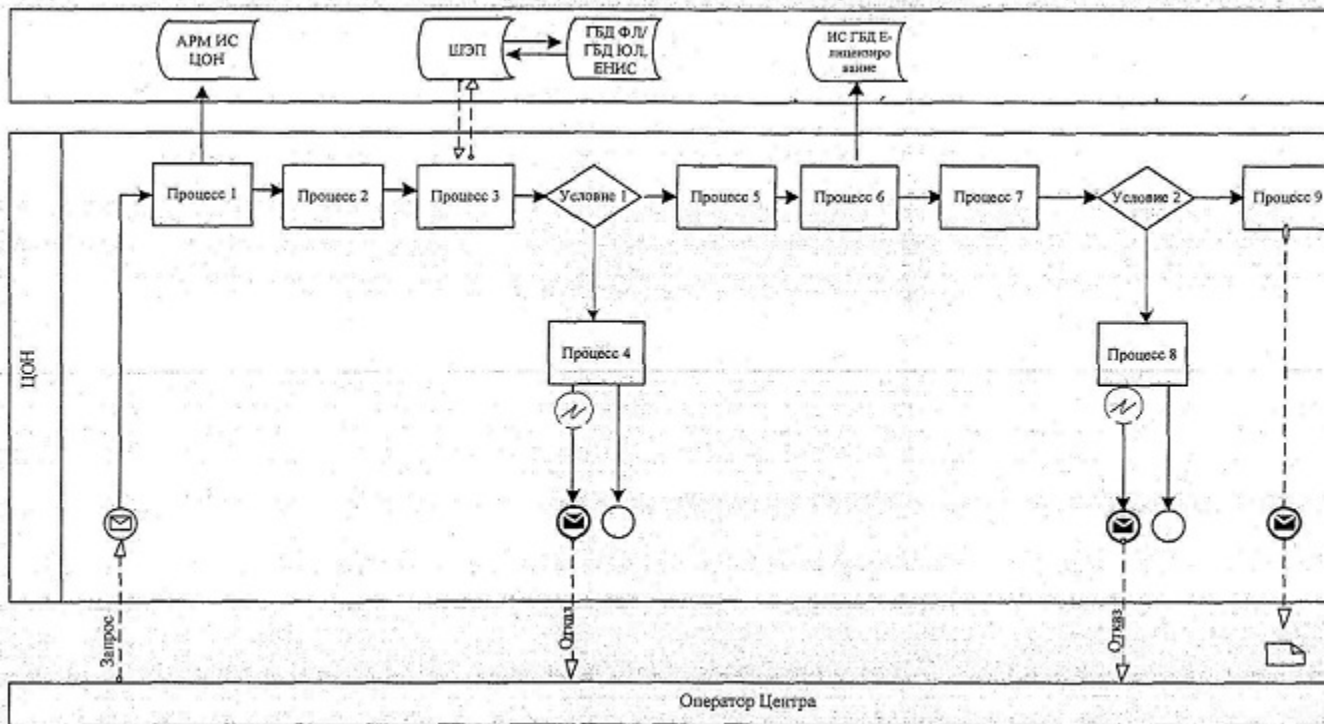 АРМ ИС
ЦОН
ШЭП
ГБД ФЛ/
ГБД ЮЛ,
ЕНИС
ИС ГБД Е-
лицензиро
вание
Процесс 1
Процесс 2
Процесс 3
Условие 1
Процесс 5
Процесс 6
Процесс 7
Условие 2
Процесс 9
ЦОН
Процесс 4
Процесс 8
Запрос
Отказ
Отказ
Оператор Центра